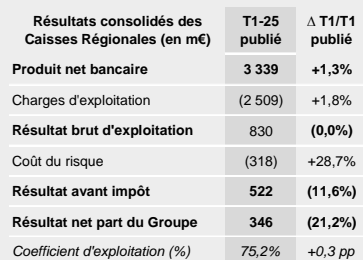 Résultats consolidés des Caisses Régionales (en m€) T1-25 publié ∆ T1/T1 publié
Produit net bancaire 3 339 +1,3%
Charges d'exploitation (2 509) +1,8%
Résultat brut d'exploitation 830 (0,0%)
Coût du risque (318) +28,7%
Résultat avant impôt 522 (11,6%)
Résultat net part du Groupe 346 (21,2%)
Coefficient d'exploitation (%) 75,2% +0,3 pp